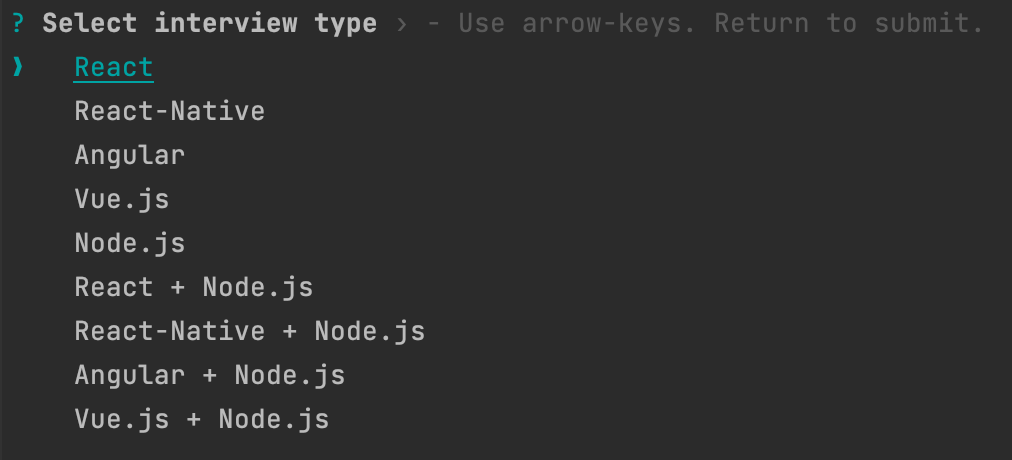 ? Select interview type › - Use arrow-keys. Return to submit.
❯ React
React-Native
Angular
Vue.js
Node.js
React + Node.js
React-Native + Node.js
Angular + Node.js
Vue.js + Node.js